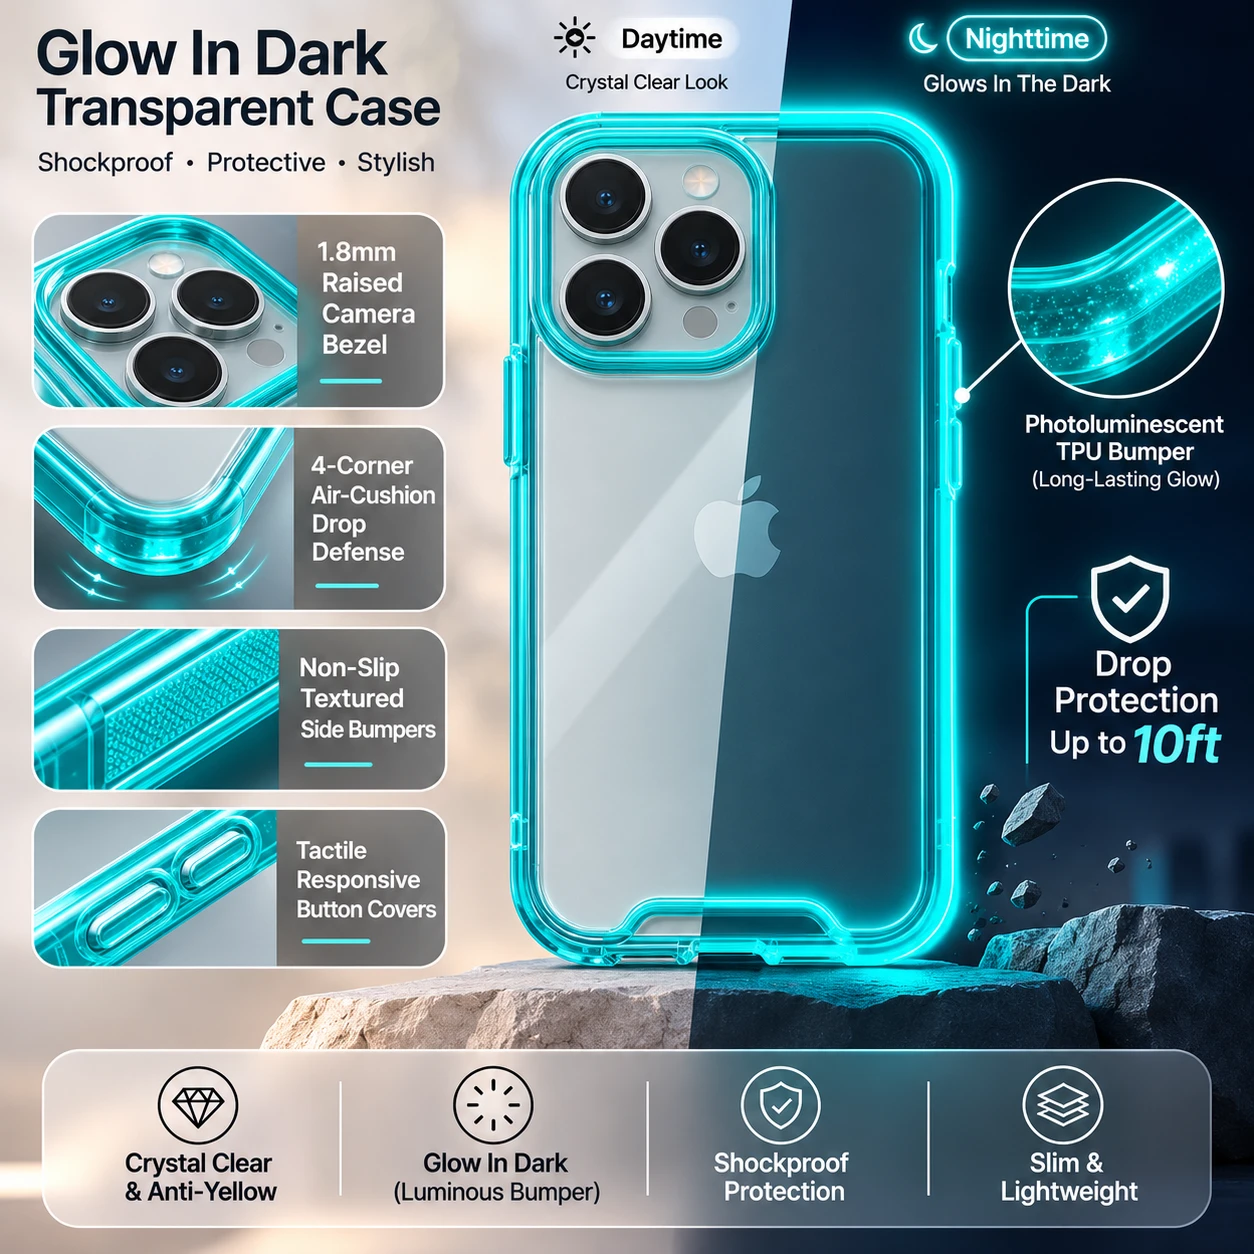 Glow In Dark
Transparent Case
Shockproof • Protective • Stylish
Daytime
Crystal Clear Look
Nighttime
Glows In The Dark
1.8mm
Raised
Camera
Bezel
4-Corner
Air-Cushion
Drop
Defense
Non-Slip
Textured
Side Bumpers
Tactile
Responsive
Button Covers
Photoluminescent
TPU Bumper
(Long-Lasting Glow)
Drop
Protection
Up to 10ft
Crystal Clear
& Anti-Yellow
Glow In Dark
(Luminous Bumper)
Shockproof
Protection
Slim &
Lightweight